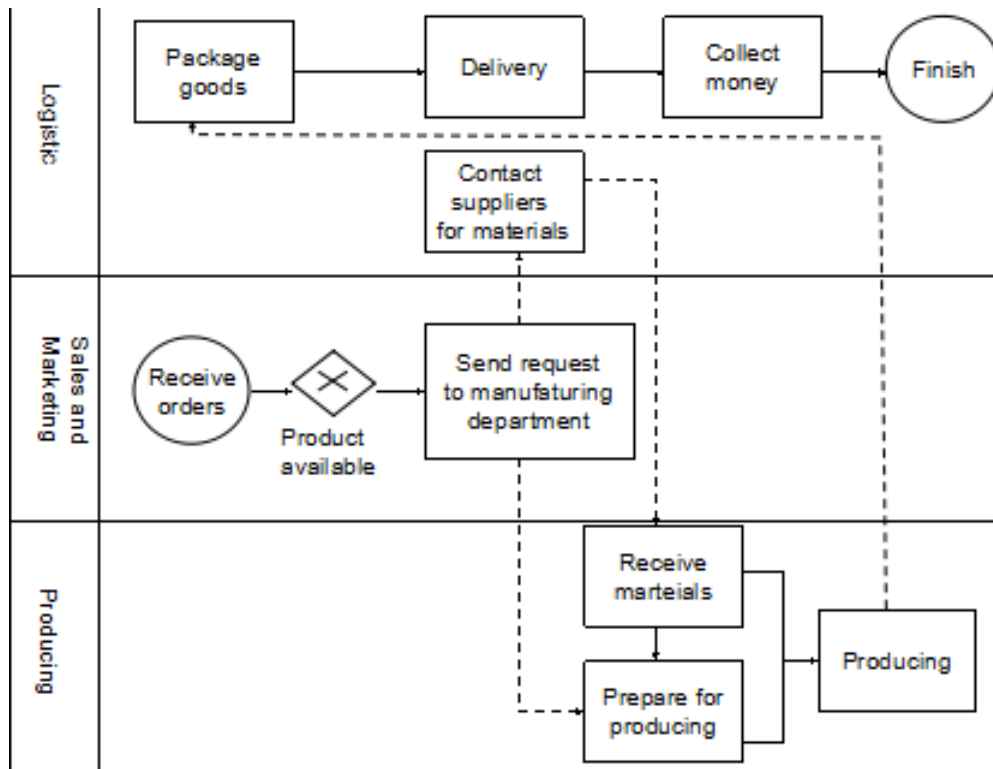 Logistic
Package
goods
Delivery
Collect
money
Finish
Contact
suppliers
for materials
Sales and
Marketing
Receive
orders
Product
available
Send request
to manufaturing
department
Producing
Receive
marteials
Prepare for
producing
Producing